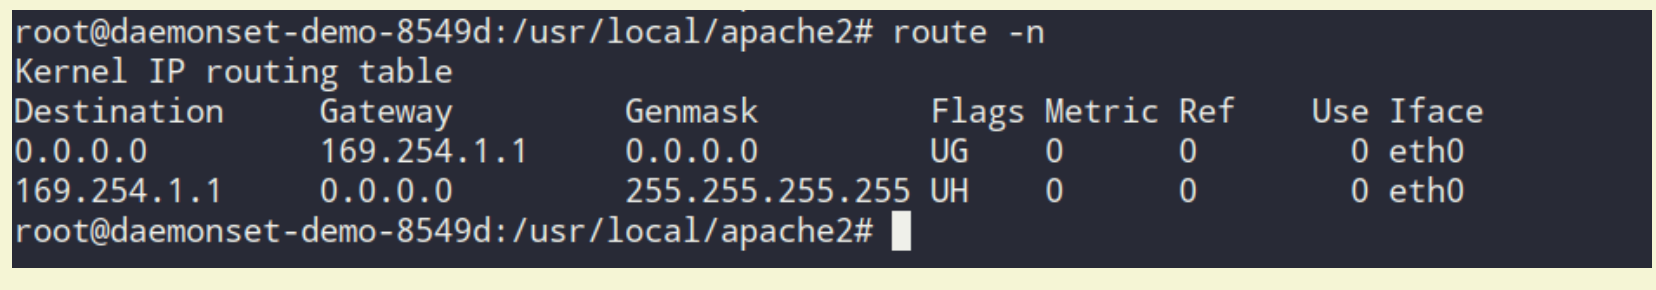 root@daemonset-demo-8549d:/usr/local/apache2# route -n
Kernel IP routing table
Destination     Gateway         Genmask         Flags Metric Ref    Use Iface
0.0.0.0         169.254.1.1     0.0.0.0         UG    0      0        0 eth0
169.254.1.1     0.0.0.0         255.255.255.255 UH    0      0        0 eth0
root@daemonset-demo-8549d:/usr/local/apache2#